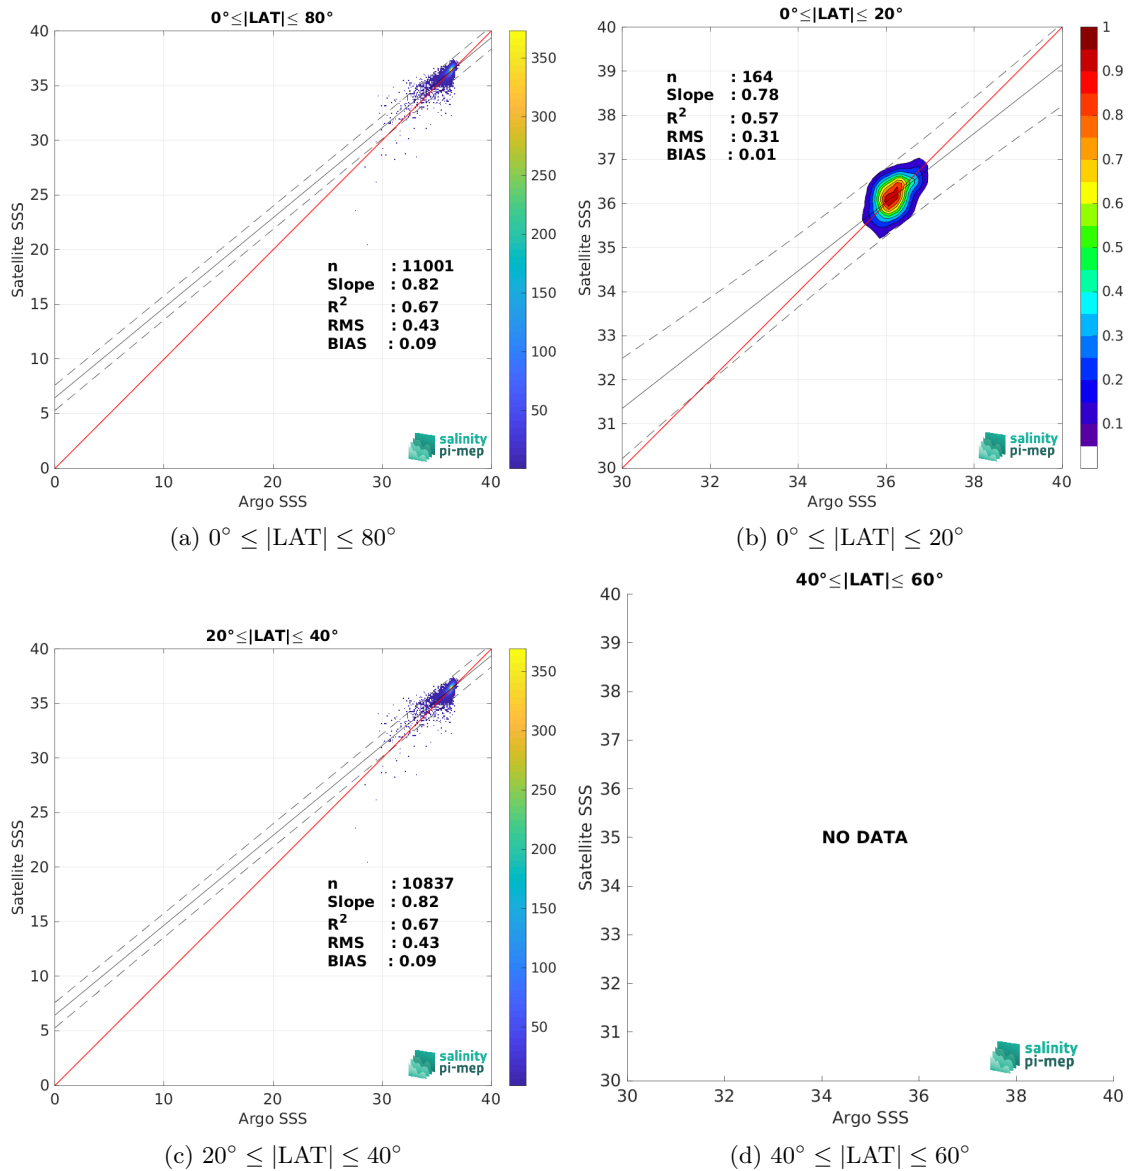 0°≤|LAT|≤ 80°
40
35
30
25
20
15
10
5
0
0
10
20
30
40
Satellite SSS
Argo SSS
n : 11001
Slope : 0.82
R² : 0.67
RMS : 0.43
BIAS : 0.09
350
300
250
200
150
100
50
salinity
pi-mep
(a) 0° ≤ |LAT| ≤ 80°
0°≤|LAT|≤ 20°
40
39
38
37
36
35
34
33
32
31
30
30
32
34
36
38
40
Satellite SSS
Argo SSS
n : 164
Slope : 0.78
R² : 0.57
RMS : 0.31
BIAS : 0.01
1
0.9
0.8
0.7
0.6
0.5
0.4
0.3
0.2
0.1
salinity
pi-mep
(b) 0° ≤ |LAT| ≤ 20°
20°≤|LAT|≤ 40°
40
35
30
25
20
15
10
5
0
0
10
20
30
40
Satellite SSS
Argo SSS
n : 10837
Slope : 0.82
R² : 0.67
RMS : 0.43
BIAS : 0.09
350
300
250
200
150
100
50
salinity
pi-mep
(c) 20° ≤ |LAT| ≤ 40°
40°≤|LAT|≤ 60°
40
39
38
37
36
35
34
33
32
31
30
30
32
34
36
38
40
Satellite SSS
Argo SSS
NO DATA
salinity
pi-mep
(d) 40° ≤ |LAT| ≤ 60°